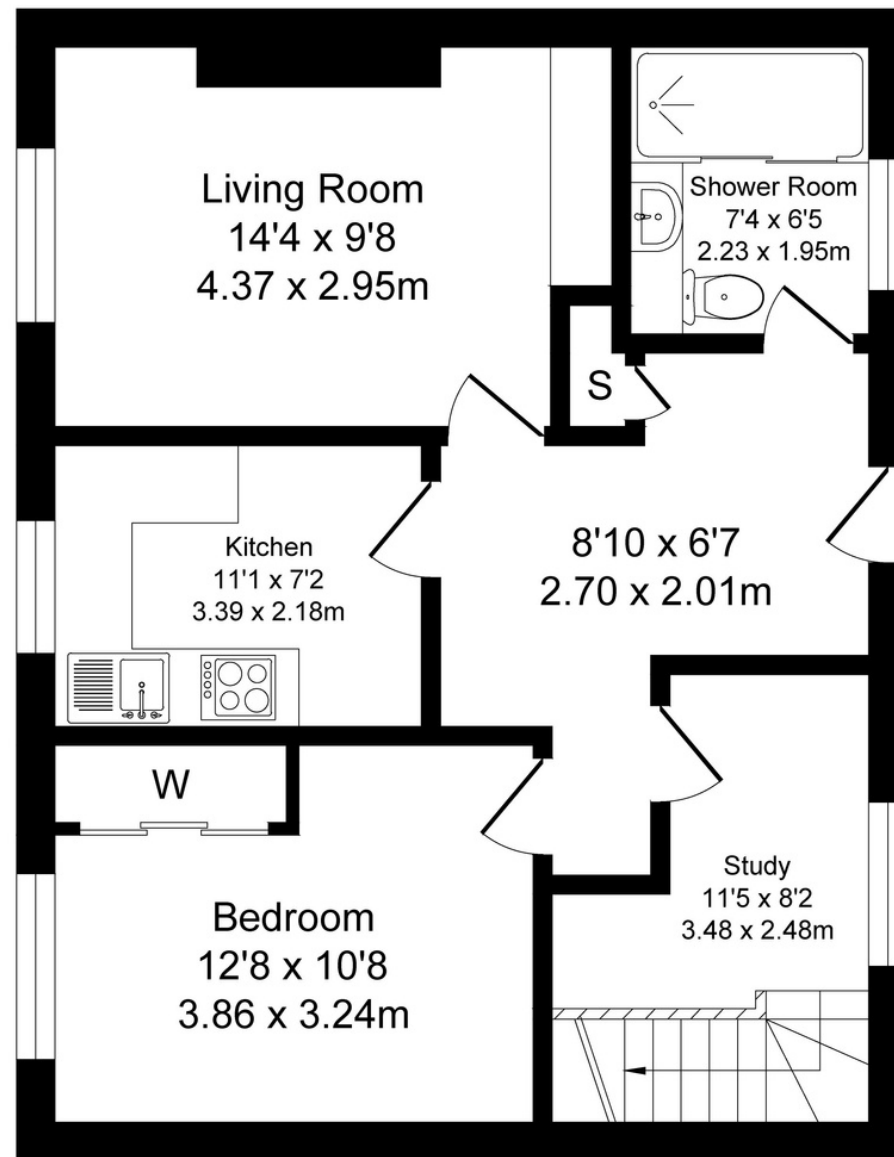 Living Room
14'4 x 9'8
4.37 x 2.95m
Shower Room
7'4 x 6'5
2.23 x 1.95m
S
Kitchen
11'1 x 7'2
3.39 x 2.18m
8'10 x 6'7
2.70 x 2.01m
W
Bedroom
12'8 x 10'8
3.86 x 3.24m
Study
11'5 x 8'2
3.48 x 2.48m